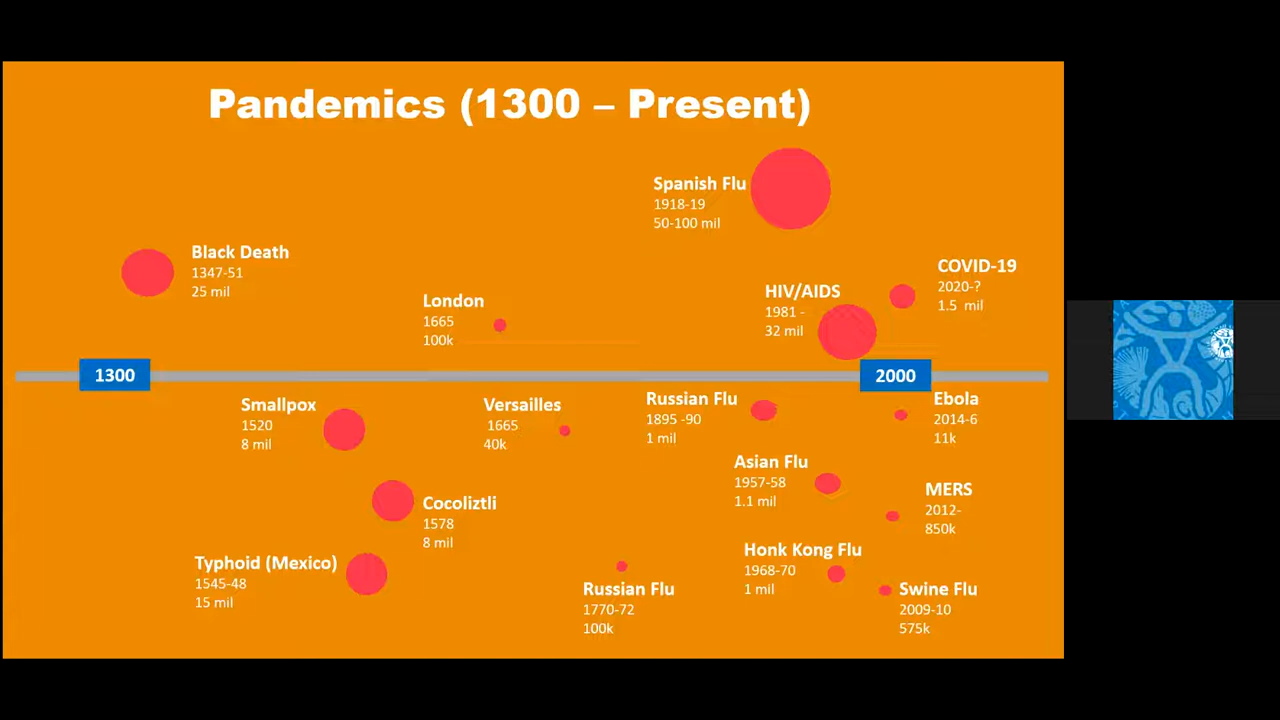 Pandemics (1300 – Present)
Spanish Flu
1918-19
50-100 mil
Black Death
1347-51
25 mil
COVID-19
2020-?
1.5 mil
HIV/AIDS
1981 -
32 mil
London
1665
100k
1300
2000
Smallpox
1520
8 mil
Versailles
1665
40k
Russian Flu
1895 -90
1 mil
Ebola
2014-6
11k
Asian Flu
1957-58
1.1 mil
MERS
2012-
850k
Cocoliztli
1578
8 mil
Honk Kong Flu
1968-70
1 mil
Typhoid (Mexico)
1545-48
15 mil
Russian Flu
1770-72
100k
Swine Flu
2009-10
575k